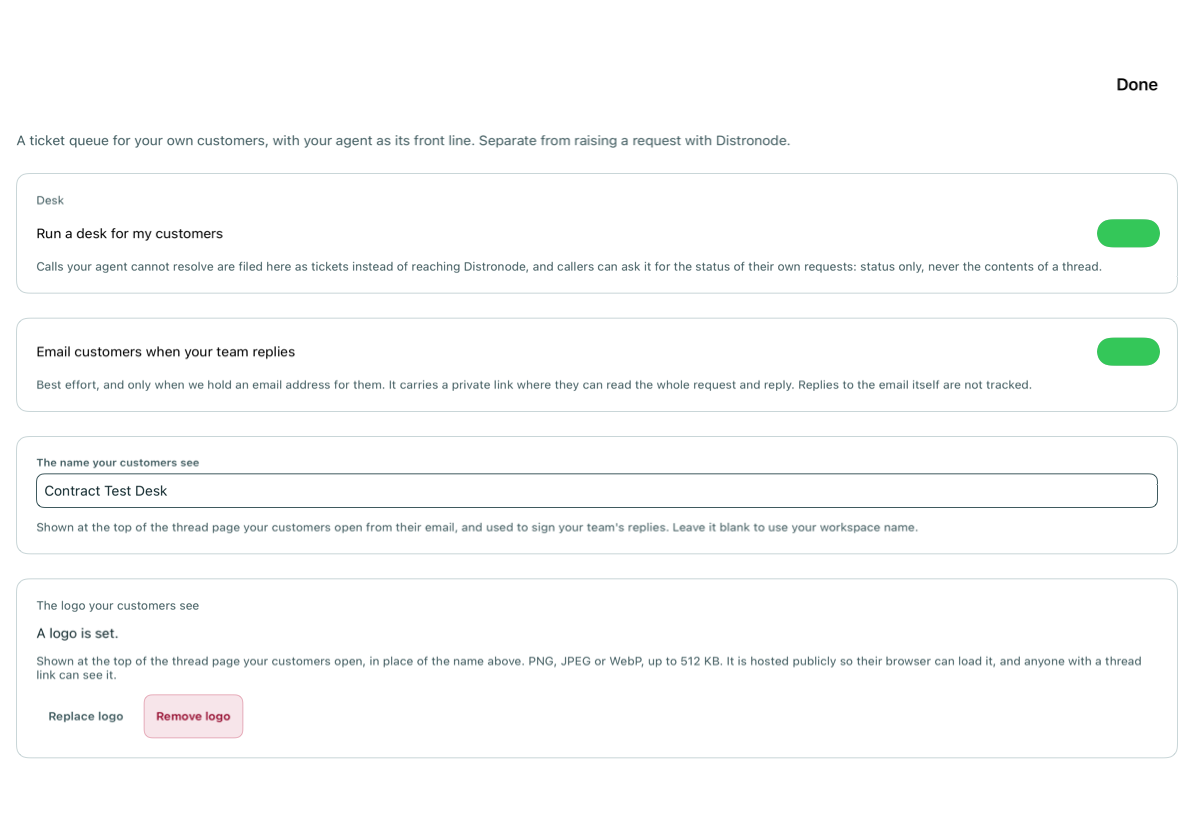 Done
A ticket queue for your own customers, with your agent as its front line. Separate from raising a request with Distronode.
Desk
Run a desk for my customers
Calls your agent cannot resolve are filed here as tickets instead of reaching Distronode, and callers can ask it for the status of their own requests: status only, never the contents of a thread.
Email customers when your team replies
Best effort, and only when we hold an email address for them. It carries a private link where they can read the whole request and reply. Replies to the email itself are not tracked.
The name your customers see
Contract Test Desk
Shown at the top of the thread page your customers open from their email, and used to sign your team's replies. Leave it blank to use your workspace name.
The logo your customers see
A logo is set.
Shown at the top of the thread page your customers open, in place of the name above. PNG, JPEG or WebP, up to 512 KB. It is hosted publicly so their browser can load it, and anyone with a thread
link can see it.
Replace logo
Remove logo